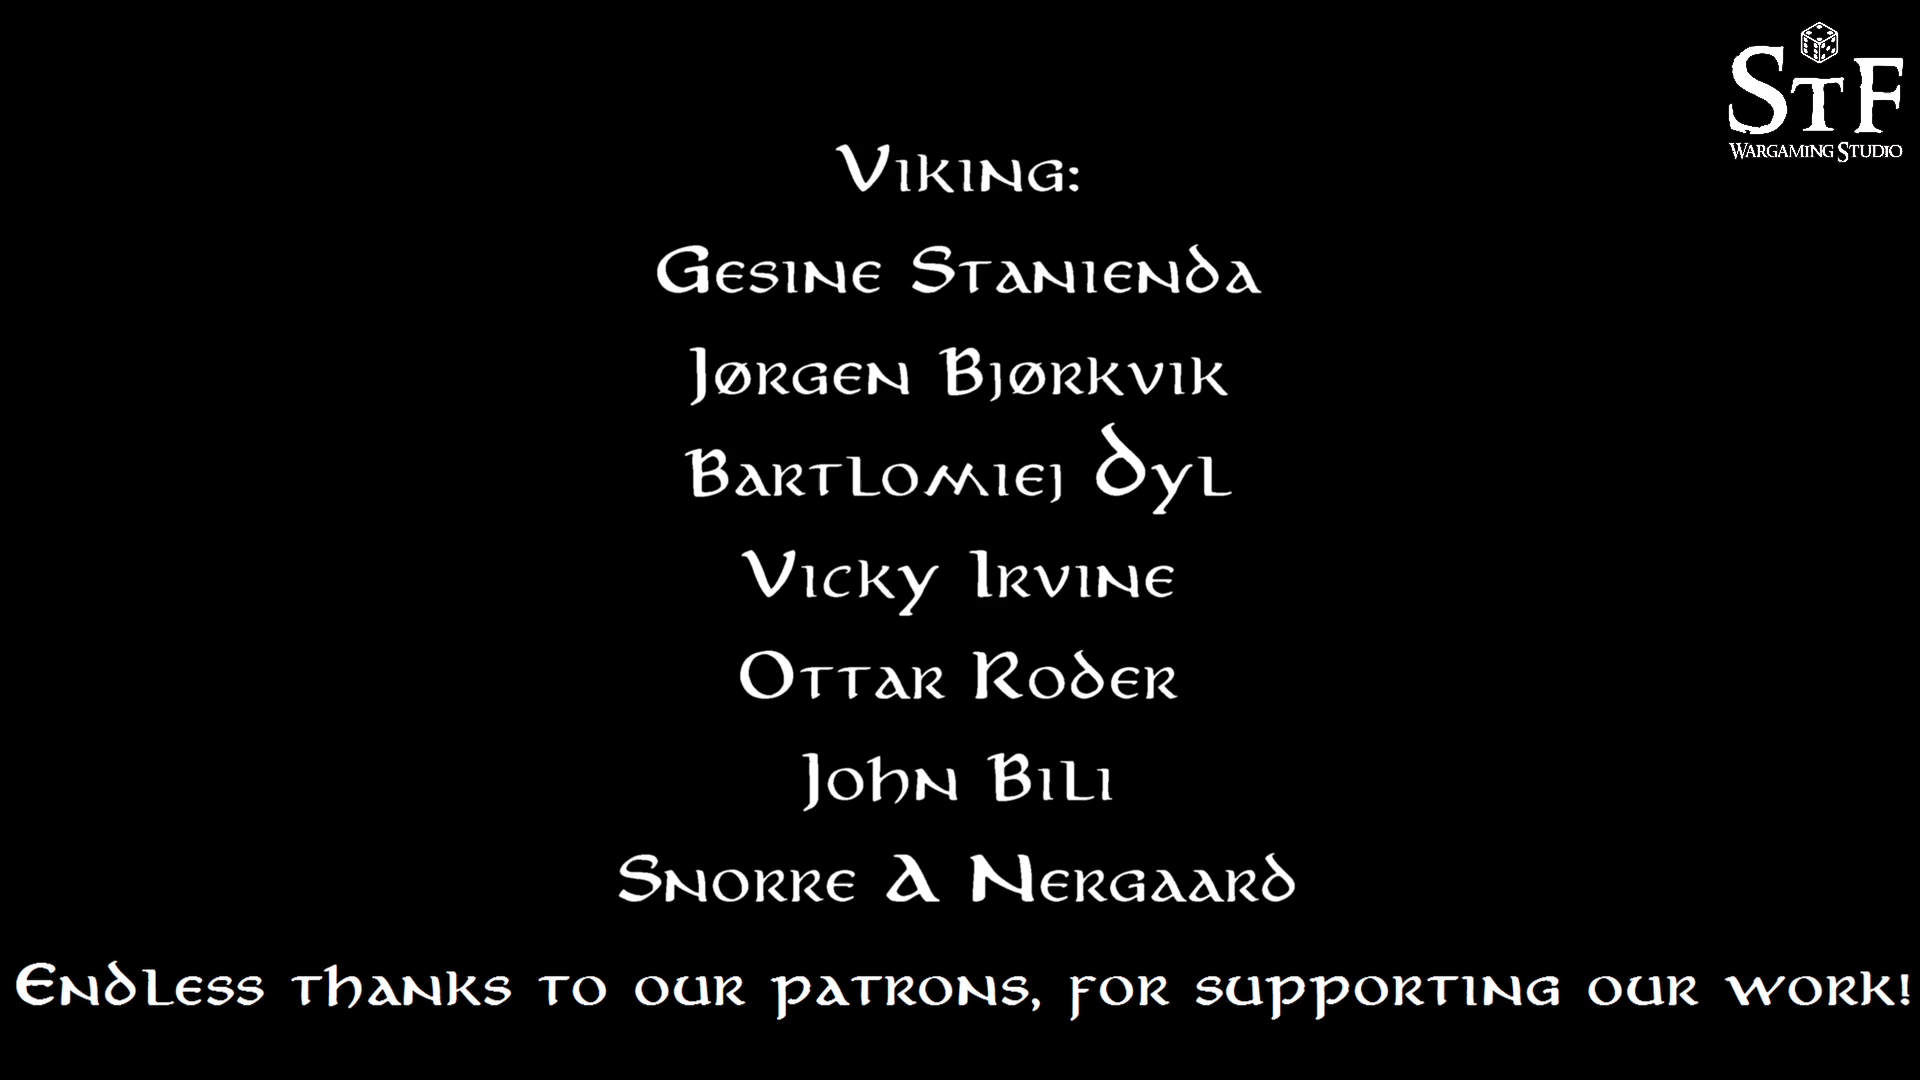 StF
Wargaming Studio
Viking:
Gesine Stanienda
Jørgen Bjørkvik
Bartlomiej Dyl
Vicky Irvine
Ottar Roder
John Bili
Snorre A Nergaard
Endless thanks to our patrons, for supporting our work!